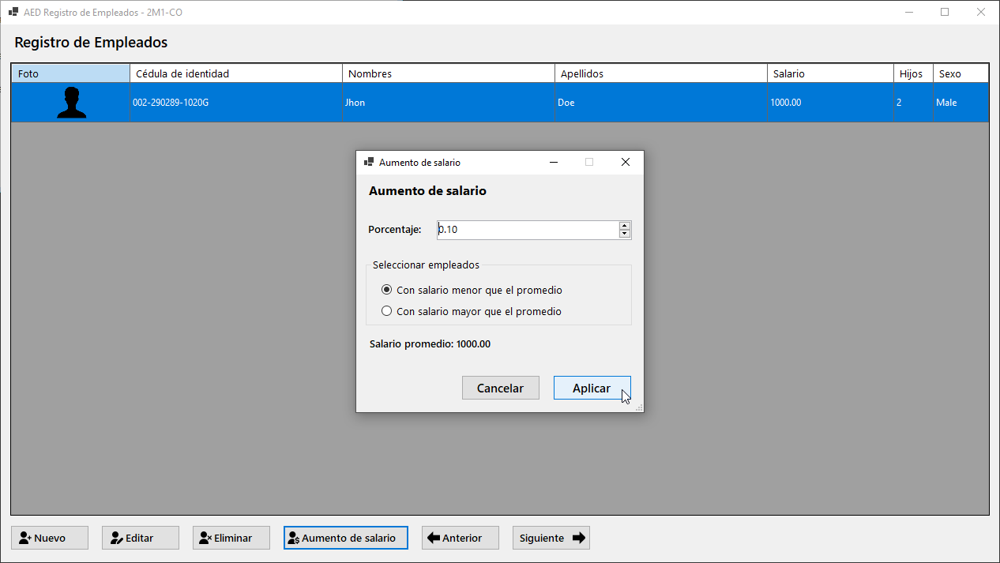 AED Registro de Empleados - 2M1-CO
Registro de Empleados
Foto Cédula de identidad Nombres Apellidos Salario Hijos Sexo
002-290289-1020G Jhon Doe 1000.00 2 Male
Aumento de salario
Aumento de salario
Porcentaje: 0.10
Seleccionar empleados
Con salario menor que el promedio
Con salario mayor que el promedio
Salario promedio: 1000.00
Cancelar Aplicar
Nuevo Editar Eliminar Aumento de salario Anterior Siguiente